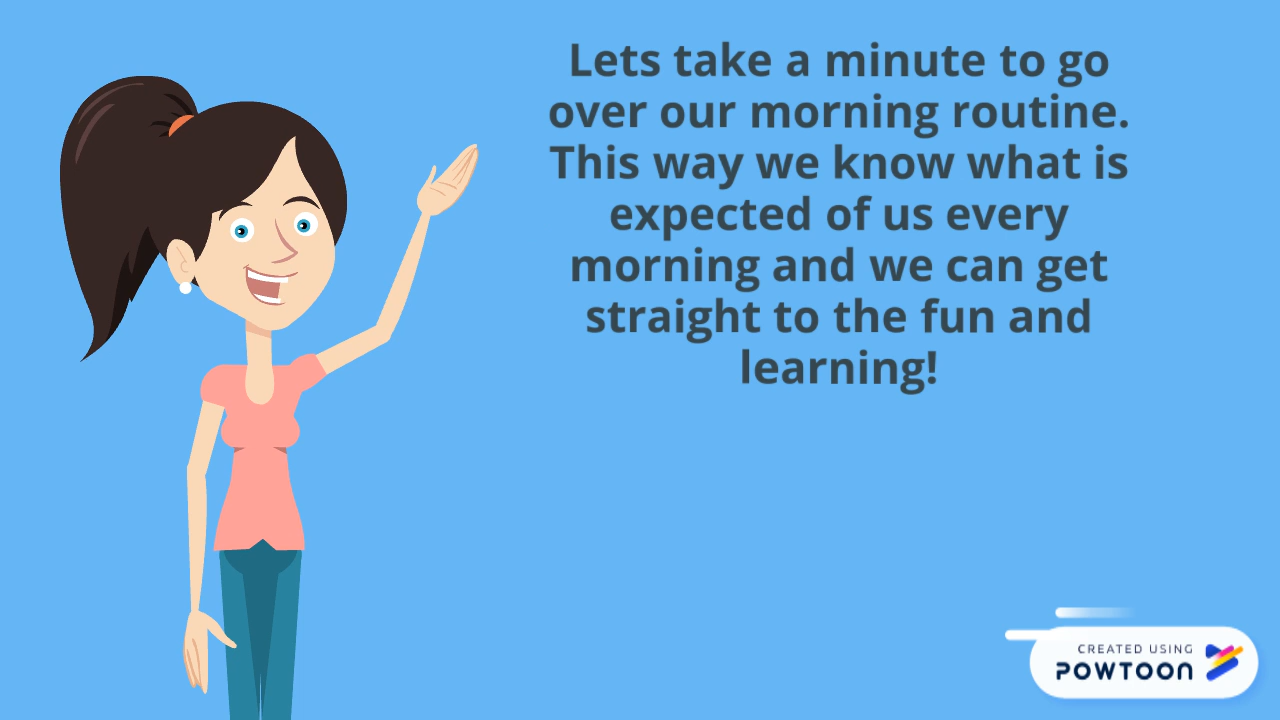 Lets take a minute to go
over our morning routine.
This way we know what is
expected of us every
morning and we can get
straight to the fun and
learning!
CREATED USING
POWTOON